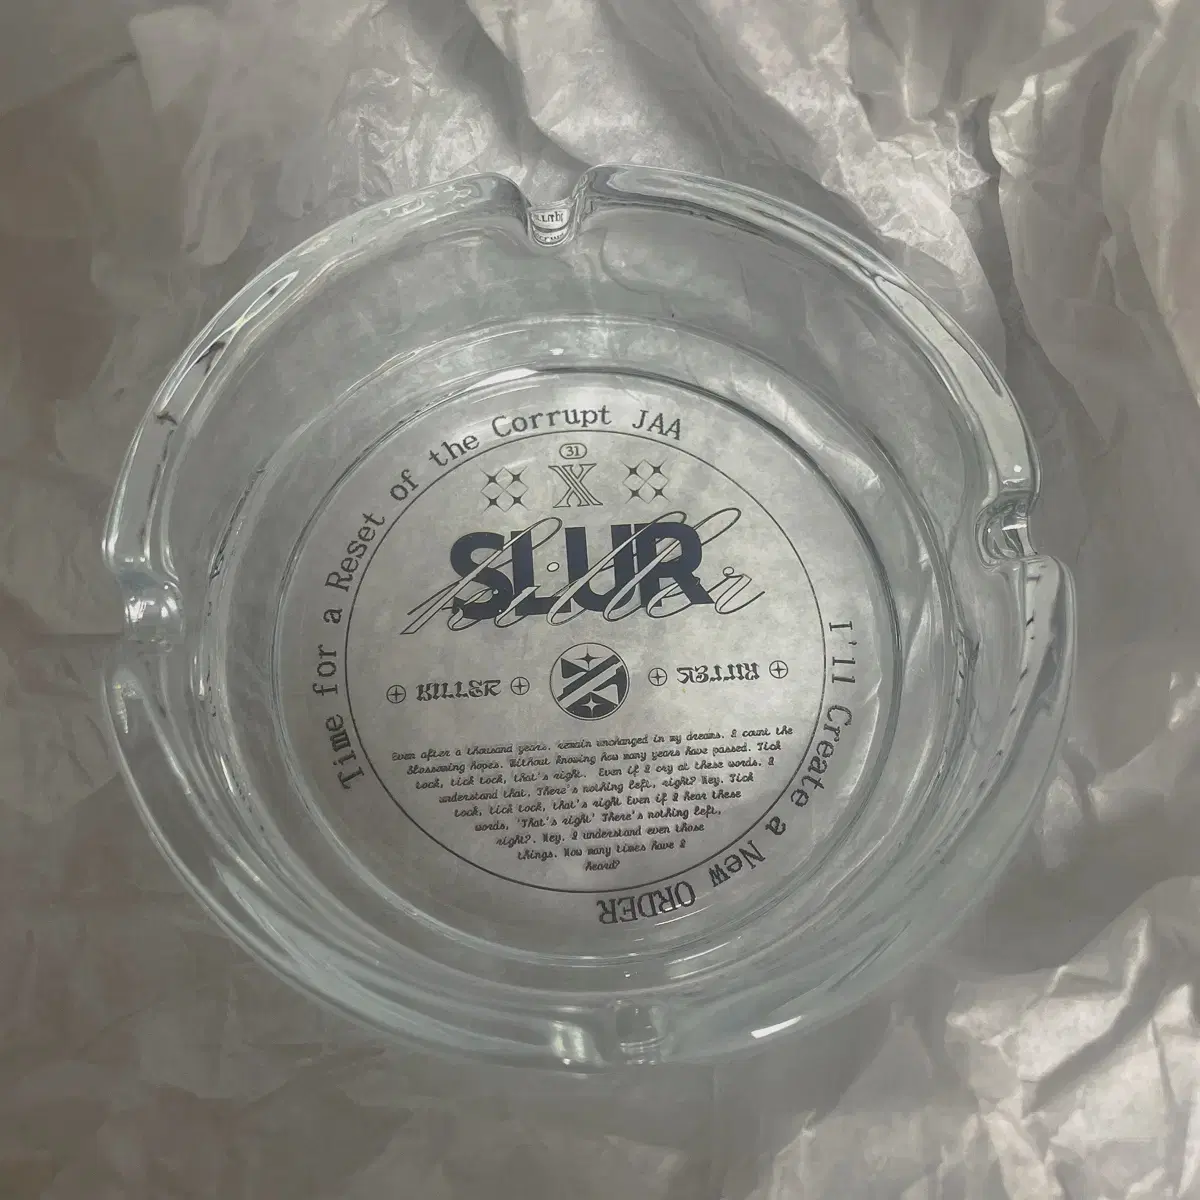 Time for a Reset of the Corrupt JAA
31
X
SLUR
killer
KILLER
KILLER
Even after a thousand years. remain unchanged in my dreams. I count the
blossoming hopes. Without knowing how many years have passed. Tick
tock, tick tock, that's right. Even if I cry at these words. I
understand that, There's nothing left, right? Hey. Tick
tock, tick tock, that's right Even if I hear these
words, 'That's right' There's nothing left,
right?. Hey. I understand even those
things. How many times have I
heard?
I'll Create a New ORDER